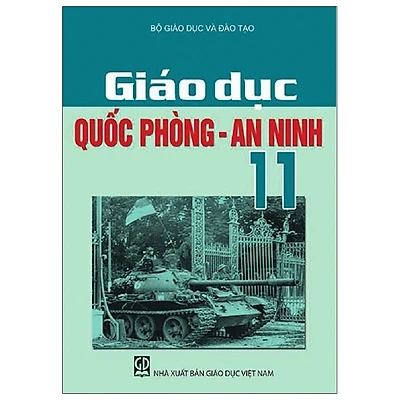 BỘ GIÁO DỤC VÀ ĐÀO TẠO
Giáo dục
QUỐC PHÒNG - AN NINH
11
GD
NHÀ XUẤT BẢN GIÁO DỤC VIỆT NAM